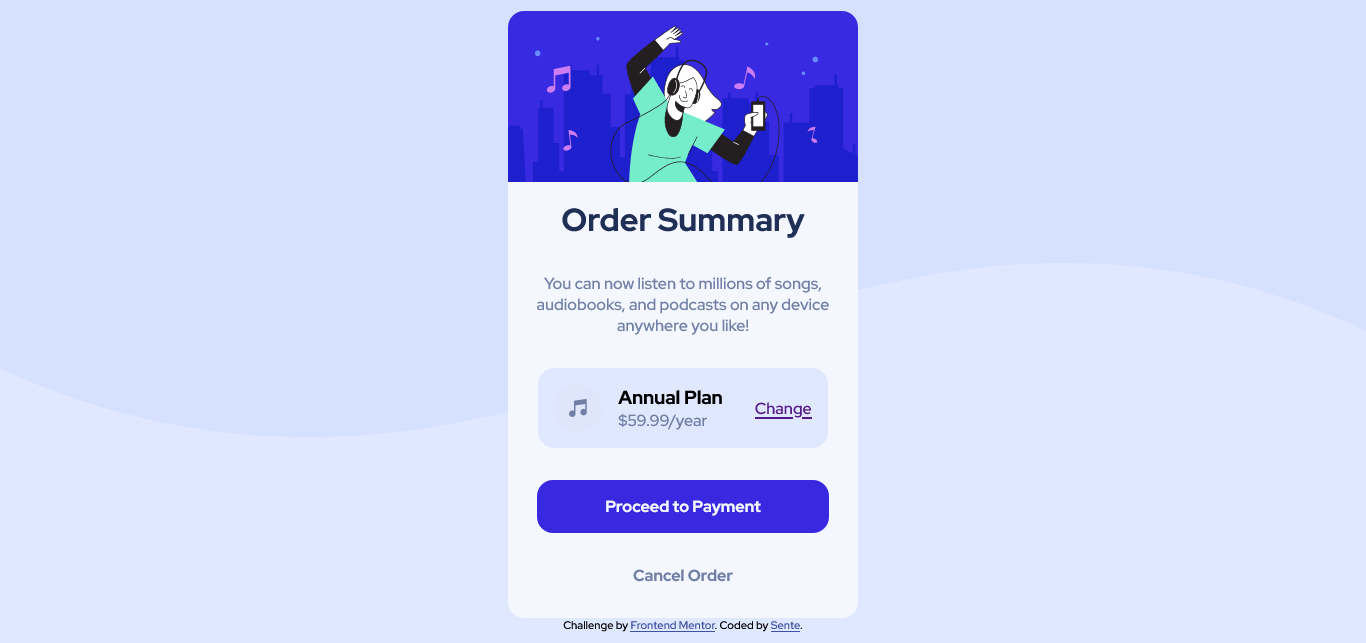 Order Summary
You can now listen to millions of songs,
audiobooks, and podcasts on any device
anywhere you like!
Annual Plan
$59.99/year
Change
Proceed to Payment
Cancel Order
Challenge by Frontend Mentor. Coded by Sente.